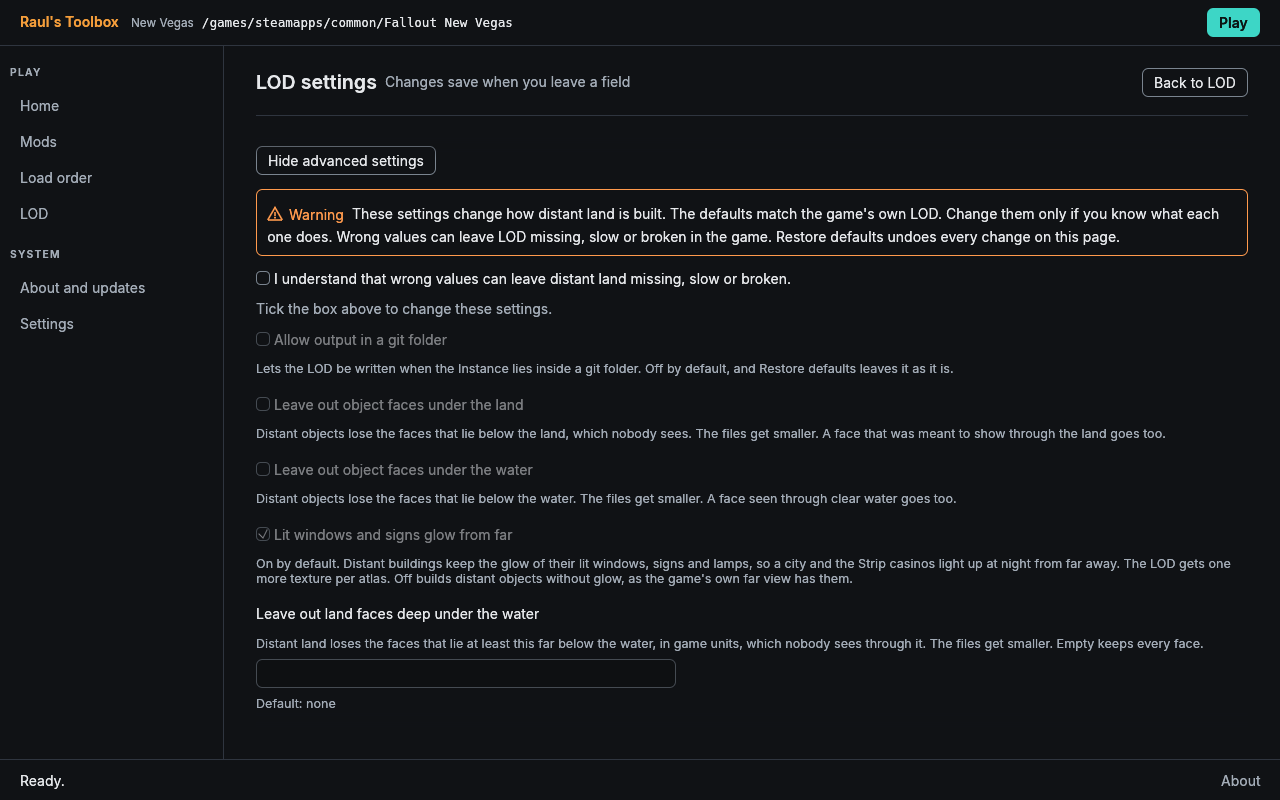 Raul's Toolbox New Vegas /games/steamapps/common/Fallout New Vegas
Play
PLAY
Home
Mods
Load order
LOD
SYSTEM
About and updates
Settings
LOD settings Changes save when you leave a field
Back to LOD
Hide advanced settings
Warning These settings change how distant land is built. The defaults match the game's own LOD. Change them only if you know what each
one does. Wrong values can leave LOD missing, slow or broken in the game. Restore defaults undoes every change on this page.
I understand that wrong values can leave distant land missing, slow or broken.
Tick the box above to change these settings.
Allow output in a git folder
Lets the LOD be written when the Instance lies inside a git folder. Off by default, and Restore defaults leaves it as it is.
Leave out object faces under the land
Distant objects lose the faces that lie below the land, which nobody sees. The files get smaller. A face that was meant to show through the land goes too.
Leave out object faces under the water
Distant objects lose the faces that lie below the water. The files get smaller. A face seen through clear water goes too.
Lit windows and signs glow from far
On by default. Distant buildings keep the glow of their lit windows, signs and lamps, so a city and the Strip casinos light up at night from far away. The LOD gets one
more texture per atlas. Off builds distant objects without glow, as the game's own far view has them.
Leave out land faces deep under the water
Distant land loses the faces that lie at least this far below the water, in game units, which nobody sees through it. The files get smaller. Empty keeps every face.
Default: none
Ready.
About